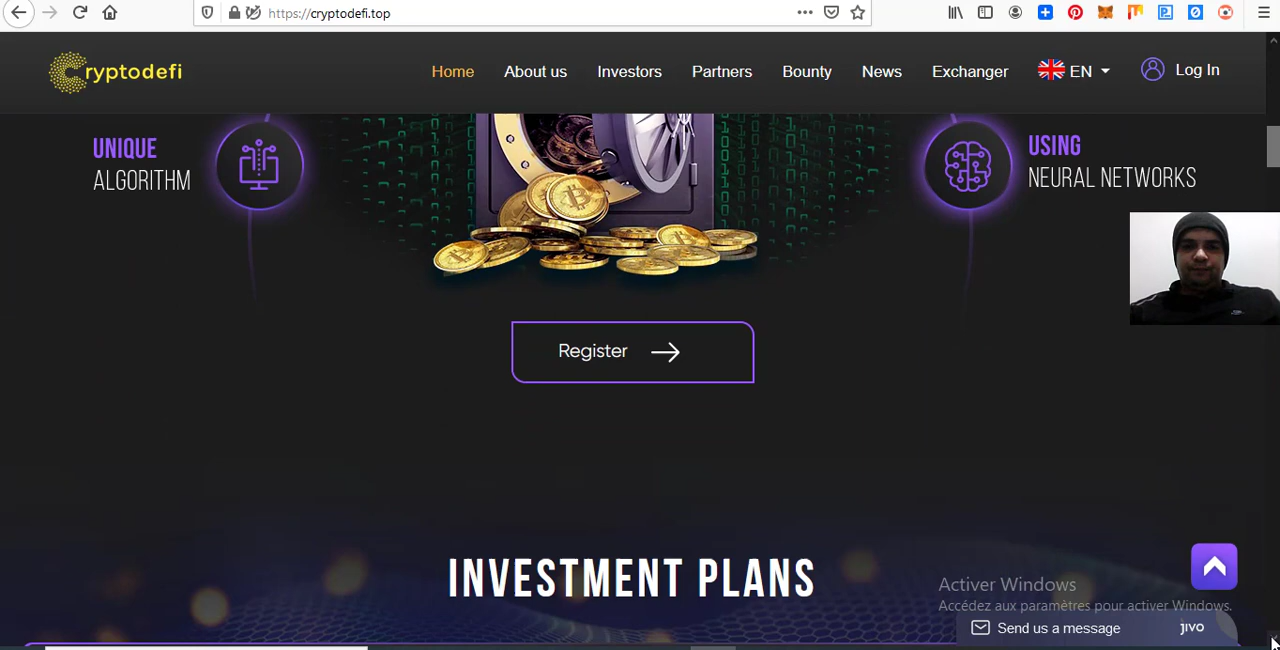 https://cryptodefi.top
Cryptodefi
Home
About us
Investors
Partners
Bounty
News
Exchanger
EN
Log In
UNIQUE
ALGORITHM
USING
NEURAL NETWORKS
Register
INVESTMENT PLANS
Activer Windows
Accédez aux paramètres pour activer Windows.
Send us a message
jivo